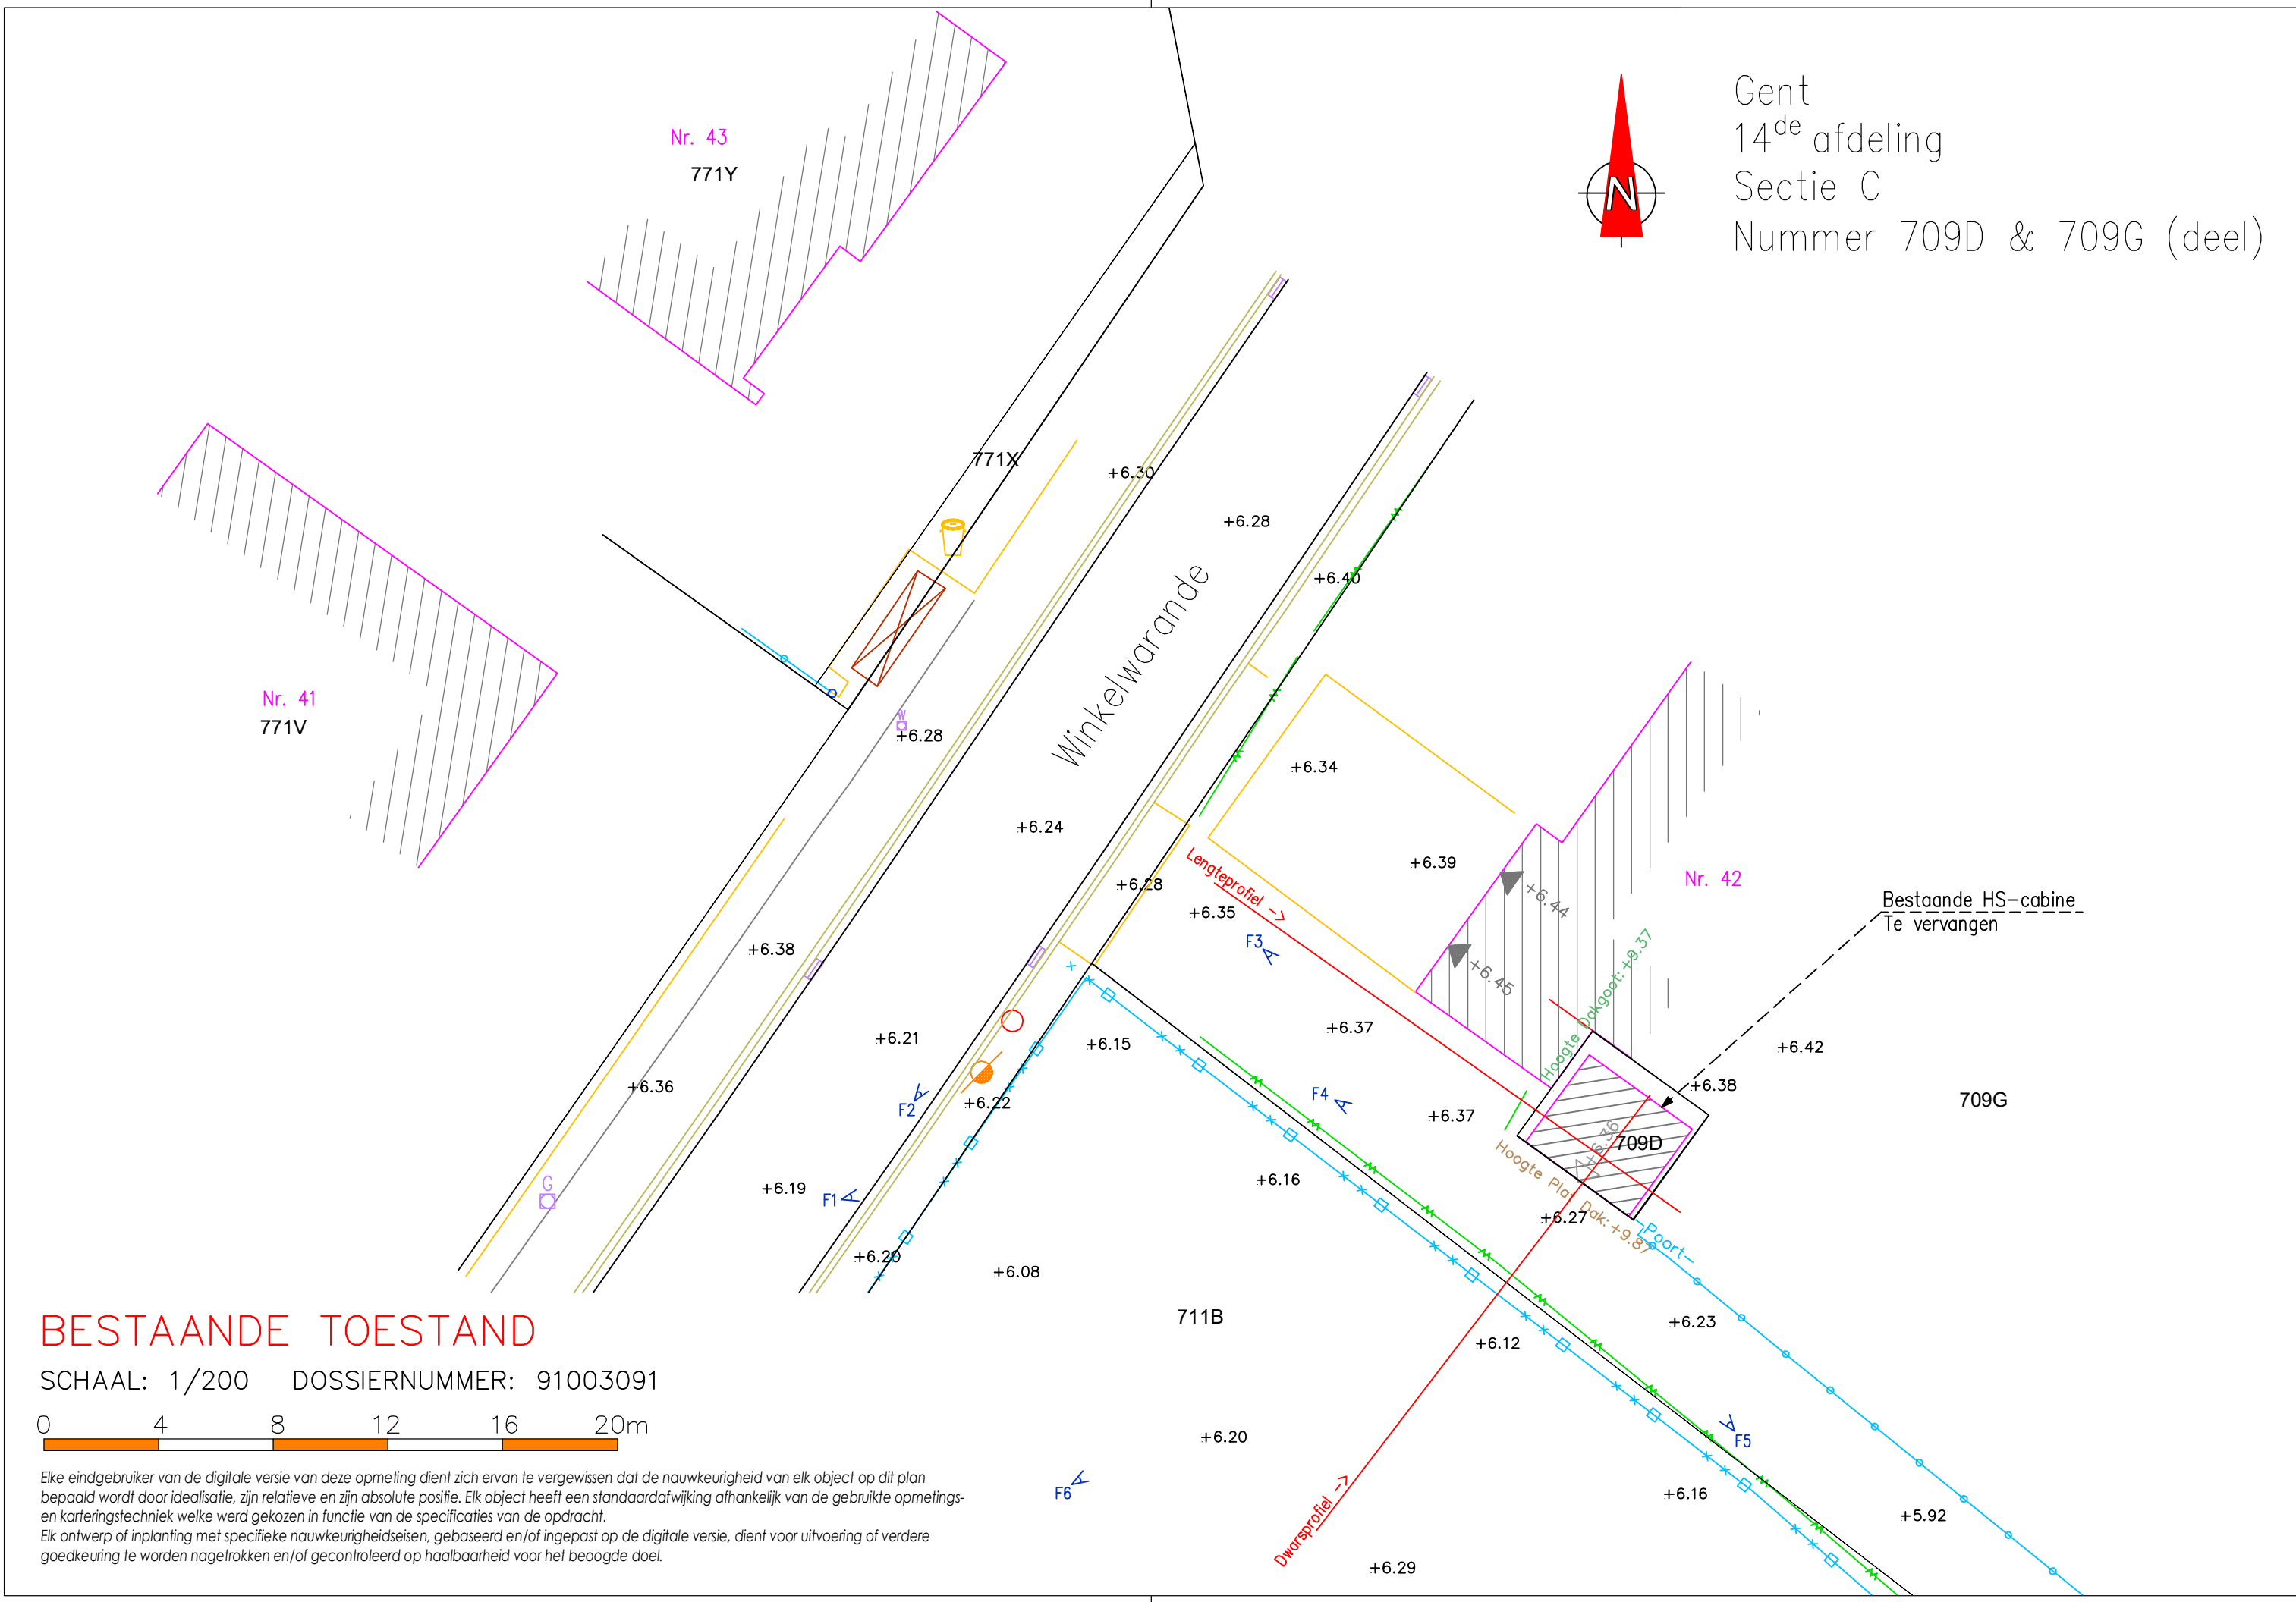 Gent
14de afdeling
Sectie C
Nummer 709D & 709G (deel)
N
Nr. 43
771Y
771X
+6.30
+6.28
+6.40
Winkelwarande
Nr. 41
771V
W
+6.28
+6.34
+6.24
+6.39
+6.28
Lengteprofiel ->
+6.35
F3
+6.44
+6.45
Nr. 42
Bestaande HS-cabine
Te vervangen
Hoogte Dakgoot:+9.37
+6.38
+6.21
+6.15
+6.37
+6.42
+6.36
F2
+6.22
F4
+6.37
+6.38
709G
709D
+6.36
Hoogte Plat Dak:+9.87
G
+6.19
F1
+6.16
+6.27
-Poort-
+6.20
+6.08
711B
+6.23
+6.12
F5
+6.20
F6
+6.16
+5.92
Dwarsprofiel ->
+6.29
BESTAANDE TOESTAND
SCHAAL: 1/200 DOSSIERNUMMER: 91003091
0 4 8 12 16 20m
Elke eindgebruiker van de digitale versie van deze opmeting dient zich ervan te vergewissen dat de nauwkeurigheid van elk object op dit plan
bepaald wordt door idealisatie, zijn relatieve en zijn absolute positie. Elk object heeft een standaardafwijking afhankelijk van de gebruikte opmetings-
en karteringstechniek welke werd gekozen in functie van de specificaties van de opdracht.
Elk ontwerp of inplanting met specifieke nauwkeurigheidseisen, gebaseerd en/of ingepast op de digitale versie, dient voor uitvoering of verdere
goedkeuring te worden nagetrokken en/of gecontroleerd op haalbaarheid voor het beoogde doel.